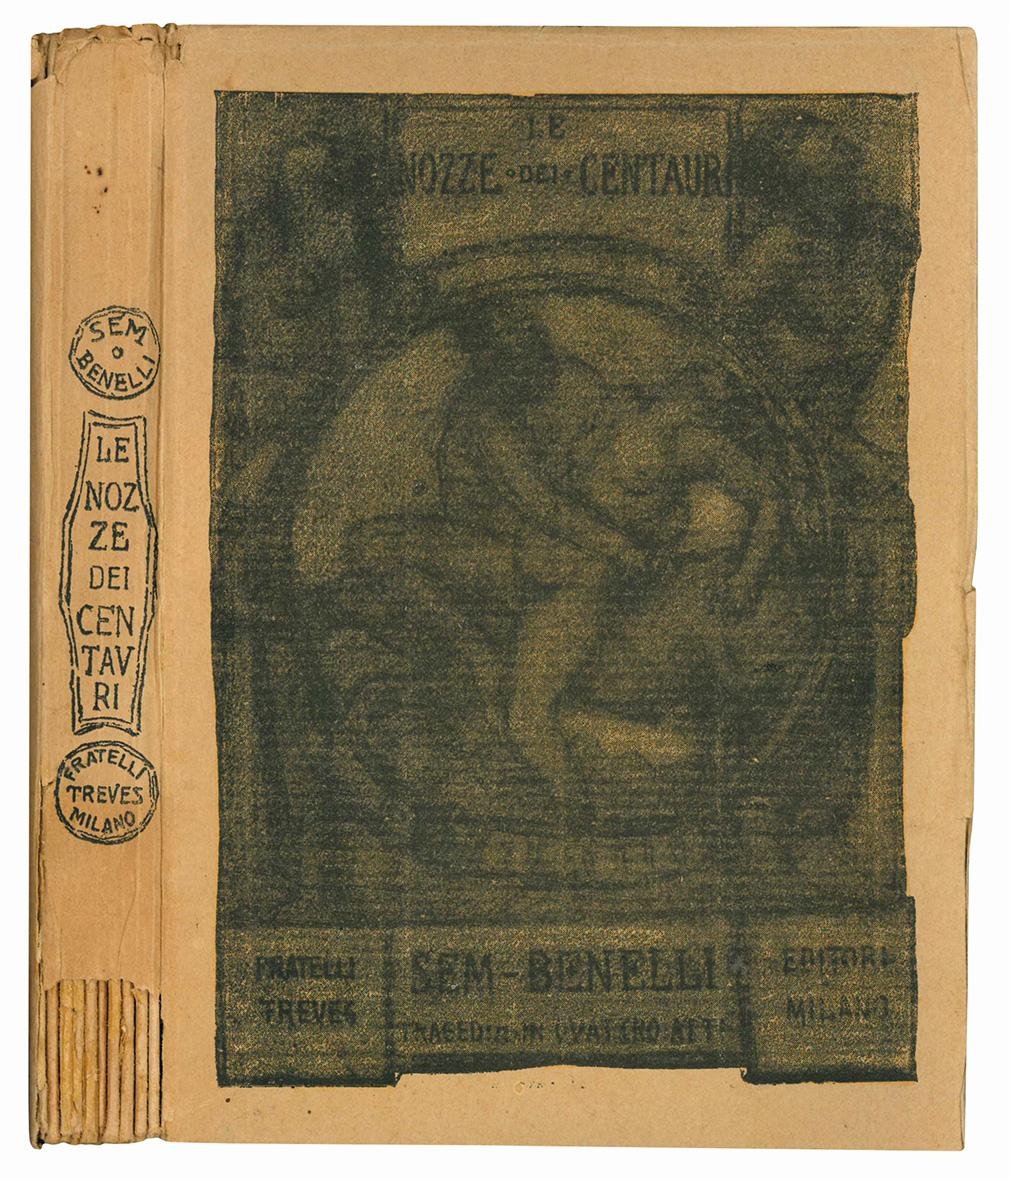 SEM
BENELLI
LE
NOZ
ZE
DEI
CEN
TAV
RI
FRATELLI
TREVES
MILANO
LE
NOZZE·DEI·CENTAURI
FRATELLI
TREVES
SEM-BENELLI
TRAGEDIA IN QVATTRO ATTI
EDITORI
MILANO